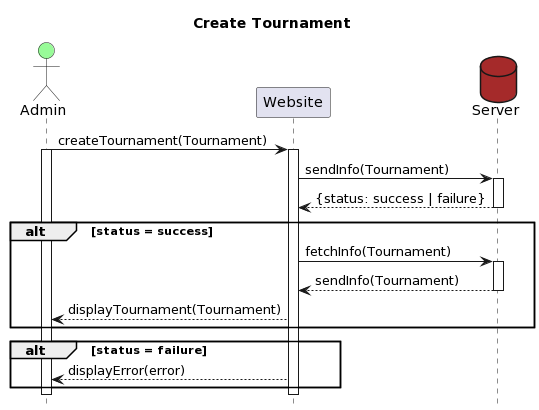 Create Tournament
Admin
Website
Server
createTournament(Tournament)
sendInfo(Tournament)
{status: success | failure}
alt [status = success]
fetchInfo(Tournament)
sendInfo(Tournament)
displayTournament(Tournament)
alt [status = failure]
displayError(error)